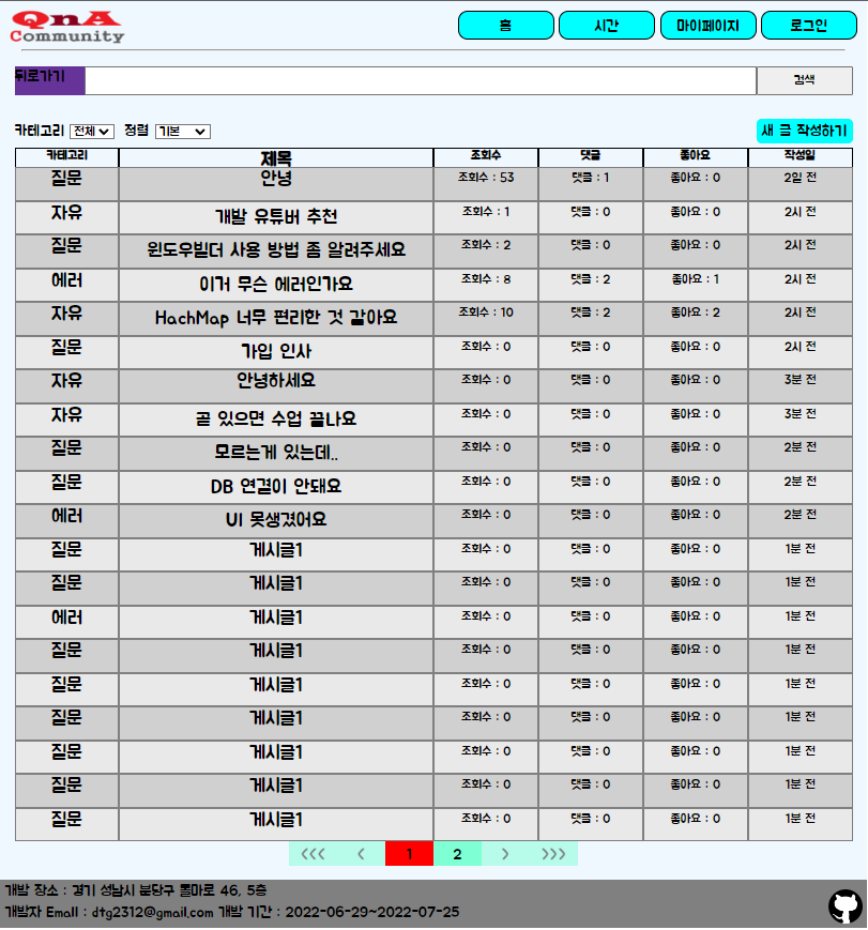 QnA
Community
홈 시간 마이페이지 로그인
뒤로가기 검색
카테고리 전체 정렬 기본 새 글 작성하기
카테고리 제목 조회수 댓글 좋아요 작성일
질문 안녕 조회수 : 53 댓글 : 1 좋아요 : 0 2일 전
자유 개발 유튜버 추천 조회수 : 1 댓글 : 0 좋아요 : 0 2시 전
질문 윈도우빌더 사용 방법 좀 알려주세요 조회수 : 2 댓글 : 0 좋아요 : 0 2시 전
에러 이거 무슨 에러인가요 조회수 : 8 댓글 : 2 좋아요 : 1 2시 전
자유 HachMap 너무 편리한 것 같아요 조회수 : 10 댓글 : 2 좋아요 : 2 2시 전
질문 가입 인사 조회수 : 0 댓글 : 0 좋아요 : 0 2시 전
자유 안녕하세요 조회수 : 0 댓글 : 0 좋아요 : 0 3분 전
자유 곧 있으면 수업 끝나요 조회수 : 0 댓글 : 0 좋아요 : 0 3분 전
질문 모르는게 있는데.. 조회수 : 0 댓글 : 0 좋아요 : 0 2분 전
질문 DB 연결이 안돼요 조회수 : 0 댓글 : 0 좋아요 : 0 2분 전
에러 UI 못생겼어요 조회수 : 0 댓글 : 0 좋아요 : 0 2분 전
질문 게시글1 조회수 : 0 댓글 : 0 좋아요 : 0 1분 전
질문 게시글1 조회수 : 0 댓글 : 0 좋아요 : 0 1분 전
에러 게시글1 조회수 : 0 댓글 : 0 좋아요 : 0 1분 전
질문 게시글1 조회수 : 0 댓글 : 0 좋아요 : 0 1분 전
질문 게시글1 조회수 : 0 댓글 : 0 좋아요 : 0 1분 전
질문 게시글1 조회수 : 0 댓글 : 0 좋아요 : 0 1분 전
질문 게시글1 조회수 : 0 댓글 : 0 좋아요 : 0 1분 전
질문 게시글1 조회수 : 0 댓글 : 0 좋아요 : 0 1분 전
질문 게시글1 조회수 : 0 댓글 : 0 좋아요 : 0 1분 전
<<< < 1 2 > >>>
개발 장소 : 경기 성남시 분당구 돌마로 46, 5층
개발자 Email : dtg2312@gmail.com 개발 기간 : 2022-06-29~2022-07-25